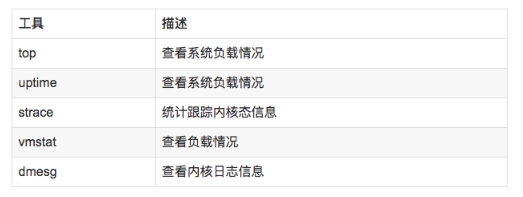 工具 描述
top 查看系统负载情况
uptime 查看系统负载情况
strace 统计跟踪内核态信息
vmstat 查看负载情况
dmesg 查看内核日志信息